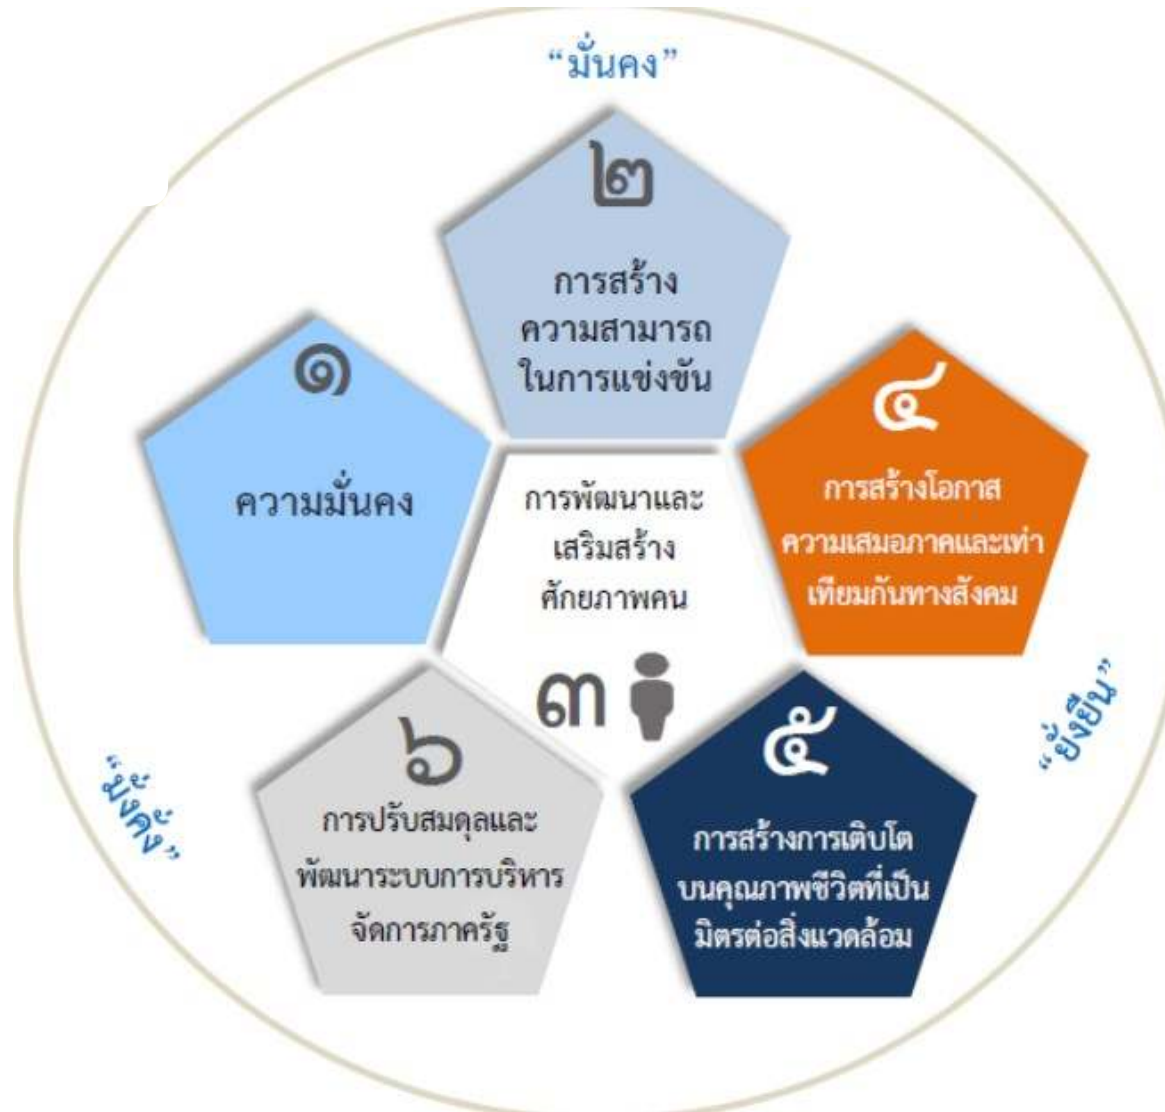 “มั่นคง”
๒
การสร้าง
ความสามารถ
ในการแข่งขัน
๑
ความมั่นคง
การพัฒนาและ
เสริมสร้าง
ศักยภาพคน
๓
๔
การสร้างโอกาส
ความเสมอภาคและเท่า
เทียมกันทางสังคม
“ยั่งยืน”
“มั่งคั่ง”
๖
การปรับสมดุลและ
พัฒนาระบบการบริหาร
จัดการภาครัฐ
๕
การสร้างการเติบโต
บนคุณภาพชีวิตที่เป็น
มิตรต่อสิ่งแวดล้อม